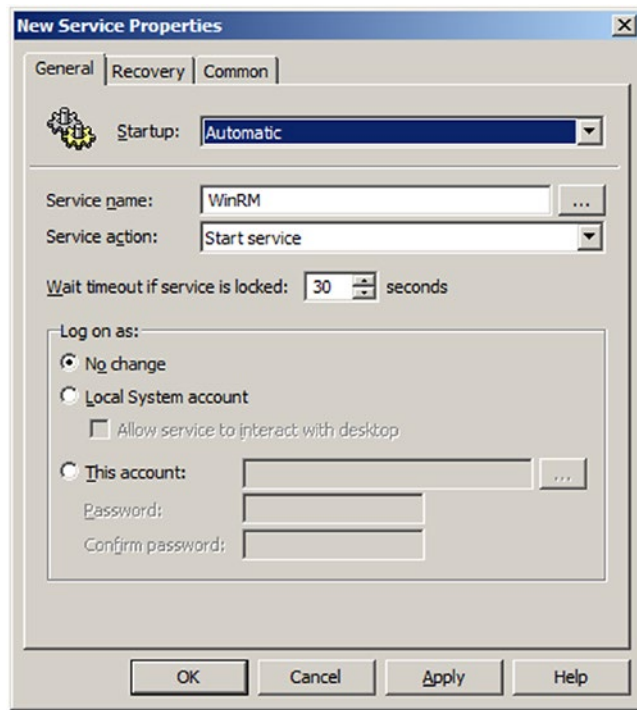 New Service Properties
General Recovery Common
Startup: Automatic
Service name: WinRM ...
Service action: Start service
Wait timeout if service is locked: 30 seconds
Log on as:
No change
Local System account
Allow service to interact with desktop
This account: ...
Password:
Confirm password:
OK Cancel Apply Help